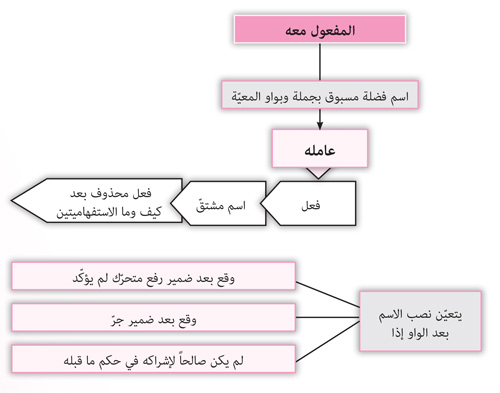 المفعول معه
اسم فضلة مسبوق بجملة وبواو المعيّة
عامله
فعل
اسم مشتقّ
فعل محذوف بعد
كيف وما الاستفهاميتين
يتعيّن نصب الاسم
بعد الواو إذا
وقع بعد ضمير رفع متحرّك لم يؤكّد
وقع بعد ضمير جرّ
لم يكن صالحاً لإشراكه في حكم ما قبله